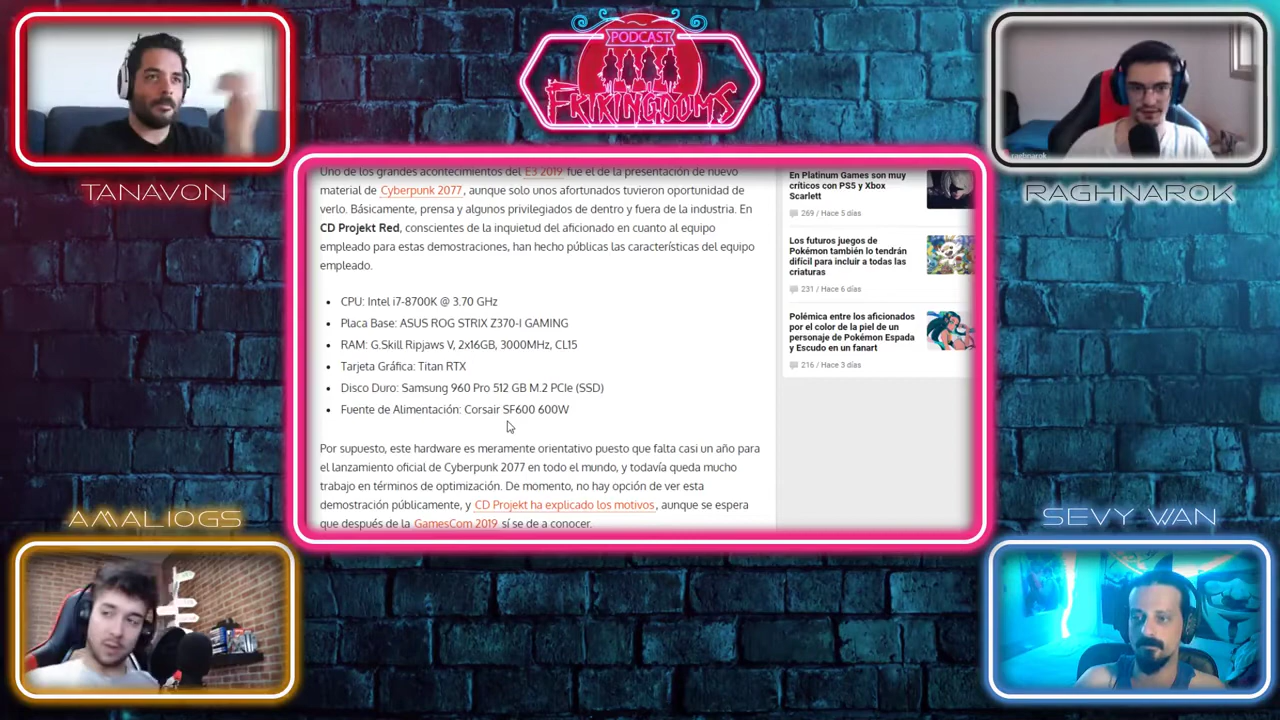 PODCAST
FRIKINGDOMS
TANAVON
RAGHNAROK
raghnarok
Uno de los grandes acontecimientos del E3 2019 fue el de la presentación de nuevo
material de Cyberpunk 2077, aunque solo unos afortunados tuvieron oportunidad de
verlo. Básicamente, prensa y algunos privilegiados de dentro y fuera de la industria. En
CD Projekt Red, conscientes de la inquietud del aficionado en cuanto al equipo
empleado para estas demostraciones, han hecho públicas las características del equipo
empleado.
• CPU: Intel i7-8700K @ 3.70 GHz
• Placa Base: ASUS ROG STRIX Z370-I GAMING
• RAM: G.Skill Ripjaws V, 2x16GB, 3000MHz, CL15
• Tarjeta Gráfica: Titan RTX
• Disco Duro: Samsung 960 Pro 512 GB M.2 PCIe (SSD)
• Fuente de Alimentación: Corsair SF600 600W
Por supuesto, este hardware es meramente orientativo puesto que falta casi un año para
el lanzamiento oficial de Cyberpunk 2077 en todo el mundo, y todavía queda mucho
trabajo en términos de optimización. De momento, no hay opción de ver esta
demostración públicamente, y CD Projekt ha explicado los motivos, aunque se espera
que después de la GamesCom 2019 sí se de a conocer.
En Platinum Games son muy
críticos con PS5 y Xbox
Scarlett
269 / Hace 5 días
Los futuros juegos de
Pokémon también lo tendrán
difícil para incluir a todas las
criaturas
231 / Hace 6 días
Polémica entre los aficionados
por el color de la piel de un
personaje de Pokémon Espada
y Escudo en un fanart
216 / Hace 3 días
AMALIOGS
SEVY WAN